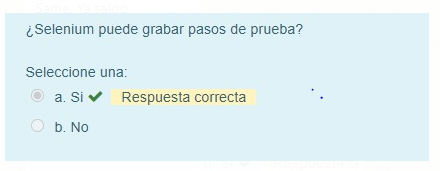 ¿Selenium puede grabar pasos de prueba?
Seleccione una:
a. Si Respuesta correcta
b. No